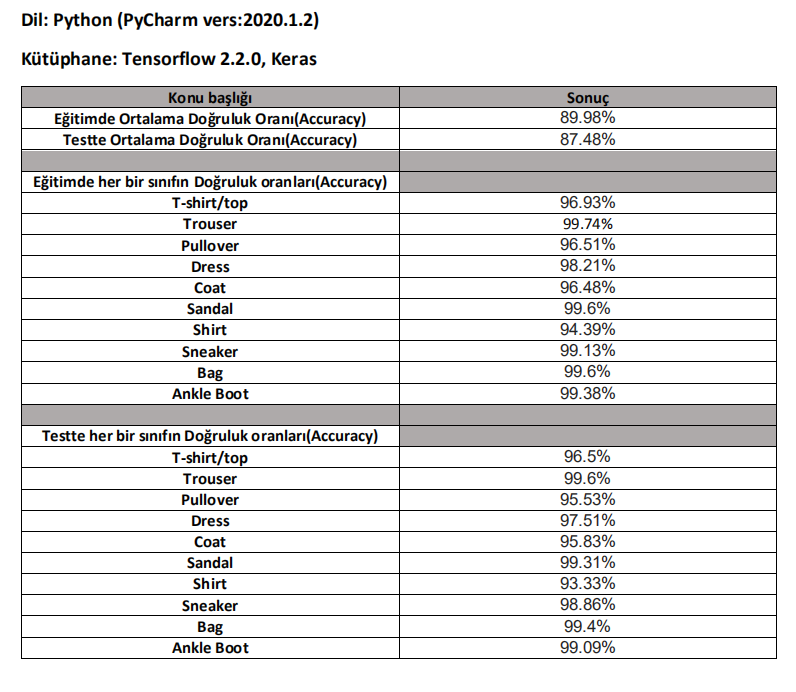 Dil: Python (PyCharm vers:2020.1.2)
Kütüphane: Tensorflow 2.2.0, Keras
Konu başlığı Sonuç
Eğitimde Ortalama Doğruluk Oranı(Accuracy) 89.98%
Testte Ortalama Doğruluk Oranı(Accuracy) 87.48%
Eğitimde her bir sınıfın Doğruluk oranları(Accuracy)
T-shirt/top 96.93%
Trouser 99.74%
Pullover 96.51%
Dress 98.21%
Coat 96.48%
Sandal 99.6%
Shirt 94.39%
Sneaker 99.13%
Bag 99.6%
Ankle Boot 99.38%
Testte her bir sınıfın Doğruluk oranları(Accuracy)
T-shirt/top 96.5%
Trouser 99.6%
Pullover 95.53%
Dress 97.51%
Coat 95.83%
Sandal 99.31%
Shirt 93.33%
Sneaker 98.86%
Bag 99.4%
Ankle Boot 99.09%